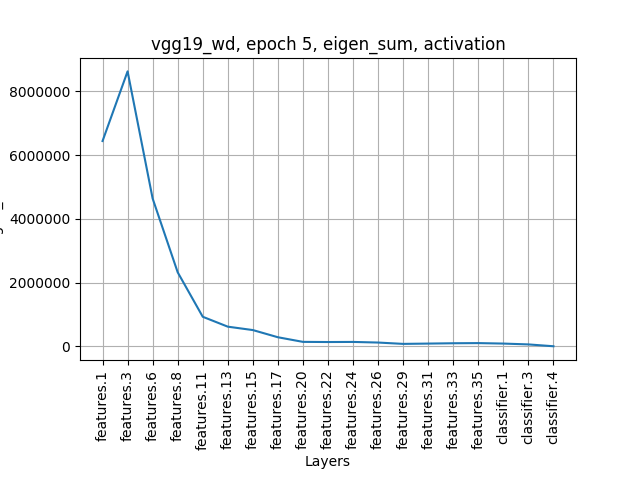 vgg19_wd, epoch 5, eigen_sum, activation
8000000
6000000
4000000
2000000
0
features.1
features.3
features.6
features.8
features.11
features.13
features.15
features.17
features.20
features.22
features.24
features.26
features.29
features.31
features.33
features.35
classifier.1
classifier.3
classifier.4
Layers